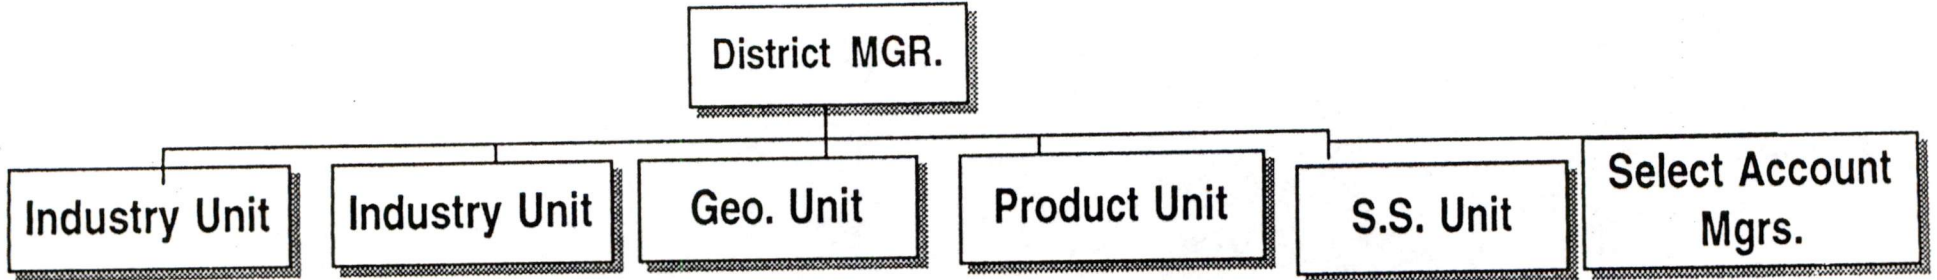 District MGR.
Industry Unit
Industry Unit
Geo. Unit
Product Unit
S.S. Unit
Select Account
Mgrs.